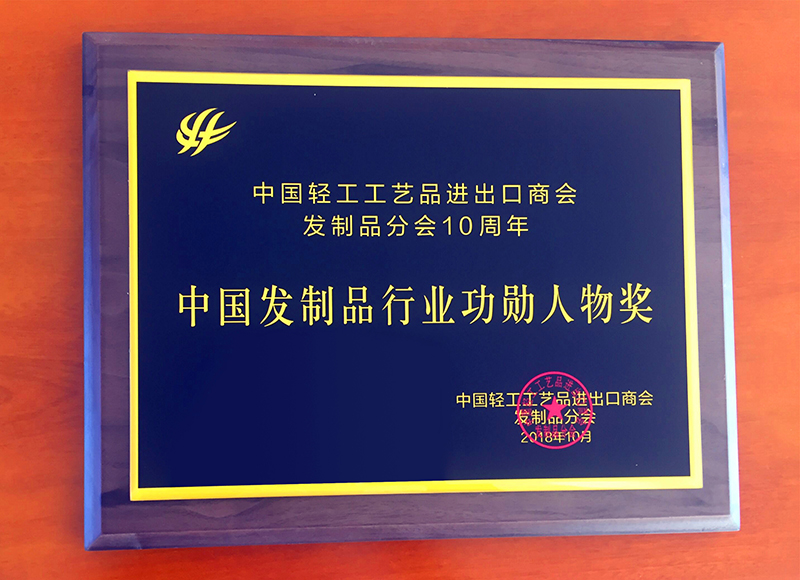 中国轻工工艺品进出口商会
发制品分会10周年
中国发制品行业功勋人物奖
中国轻工工艺品进出口商会
发制品分会
2018年10月